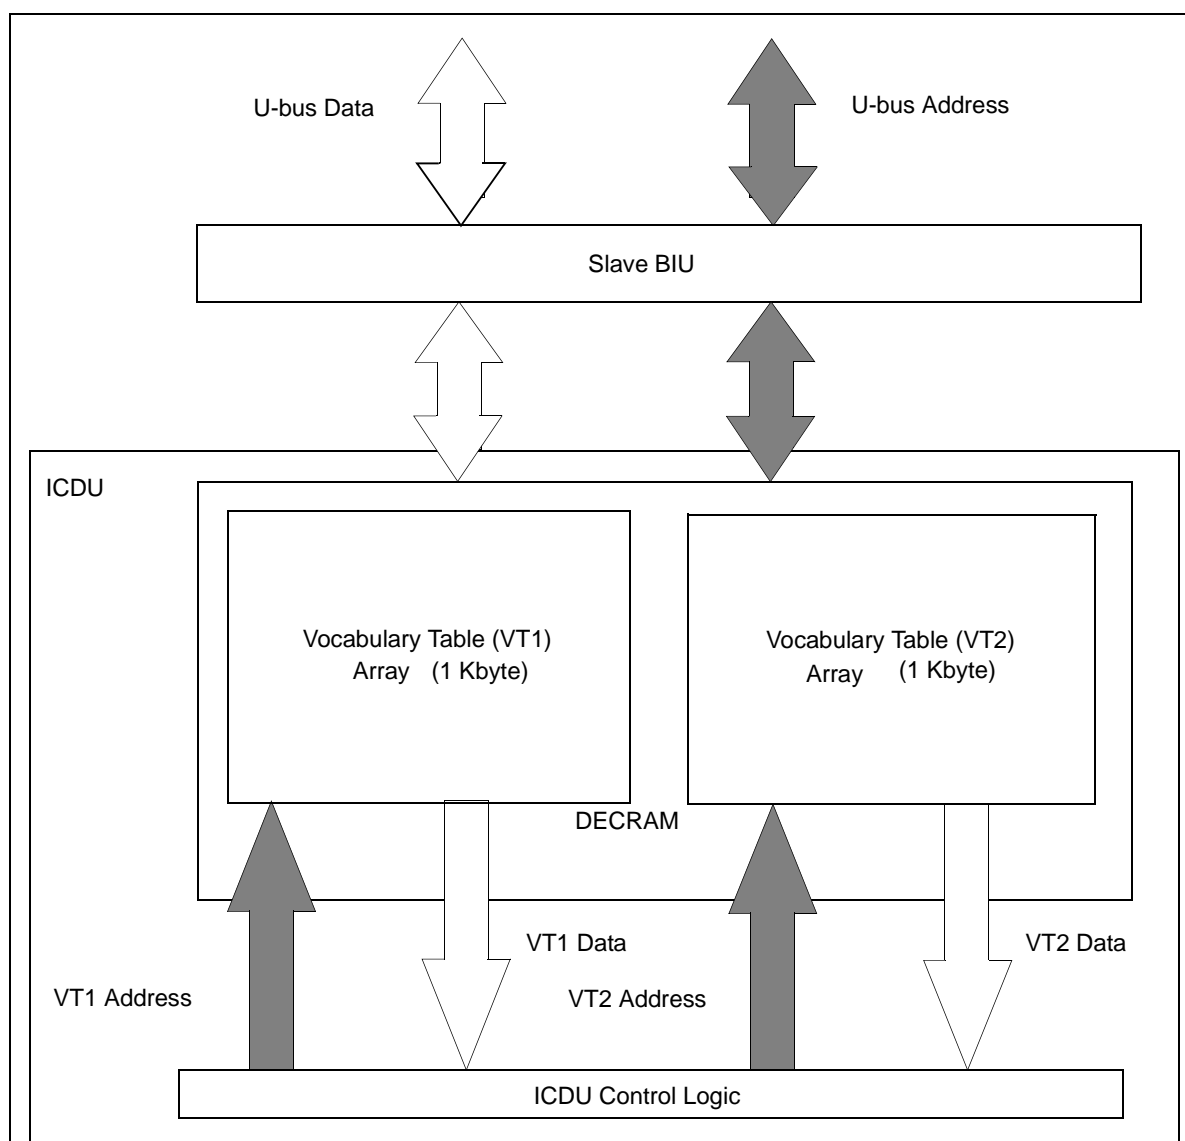 U-bus Data
U-bus Address
Slave BIU
ICDU
Vocabulary Table (VT1)
Array (1 Kbyte)
Vocabulary Table (VT2)
Array (1 Kbyte)
DECRAM
VT1 Data
VT2 Data
VT1 Address
VT2 Address
ICDU Control Logic